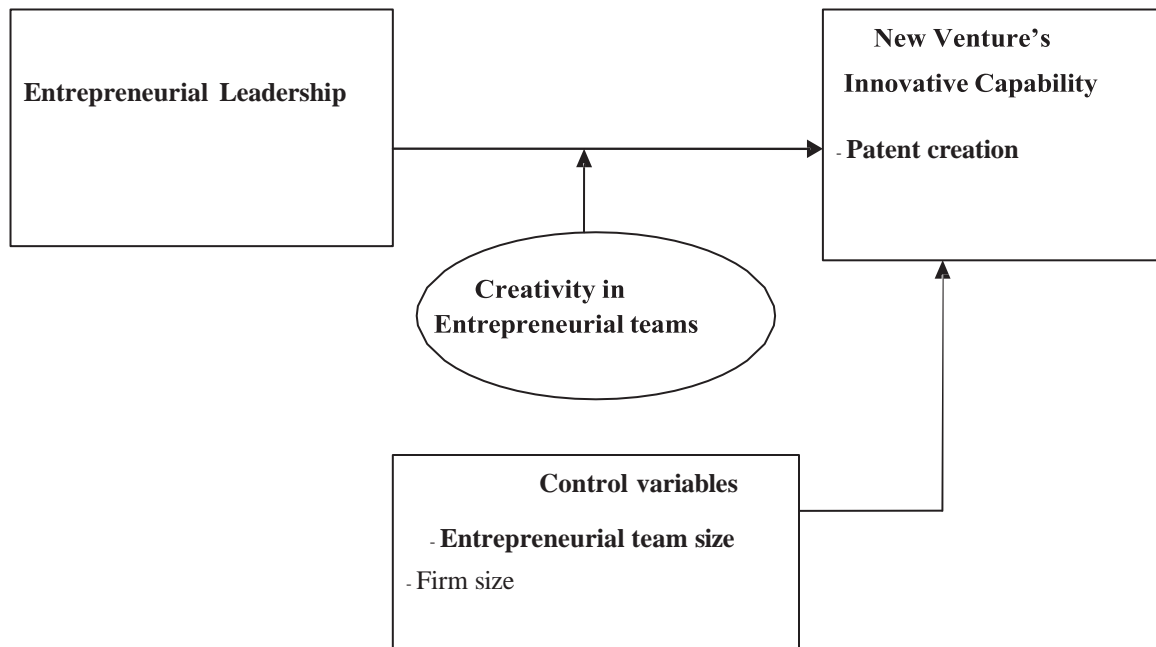 Entrepreneurial Leadership
New Venture’s
Innovative Capability
- Patent creation
Creativity in
Entrepreneurial teams
Control variables
- Entrepreneurial team size
- Firm size